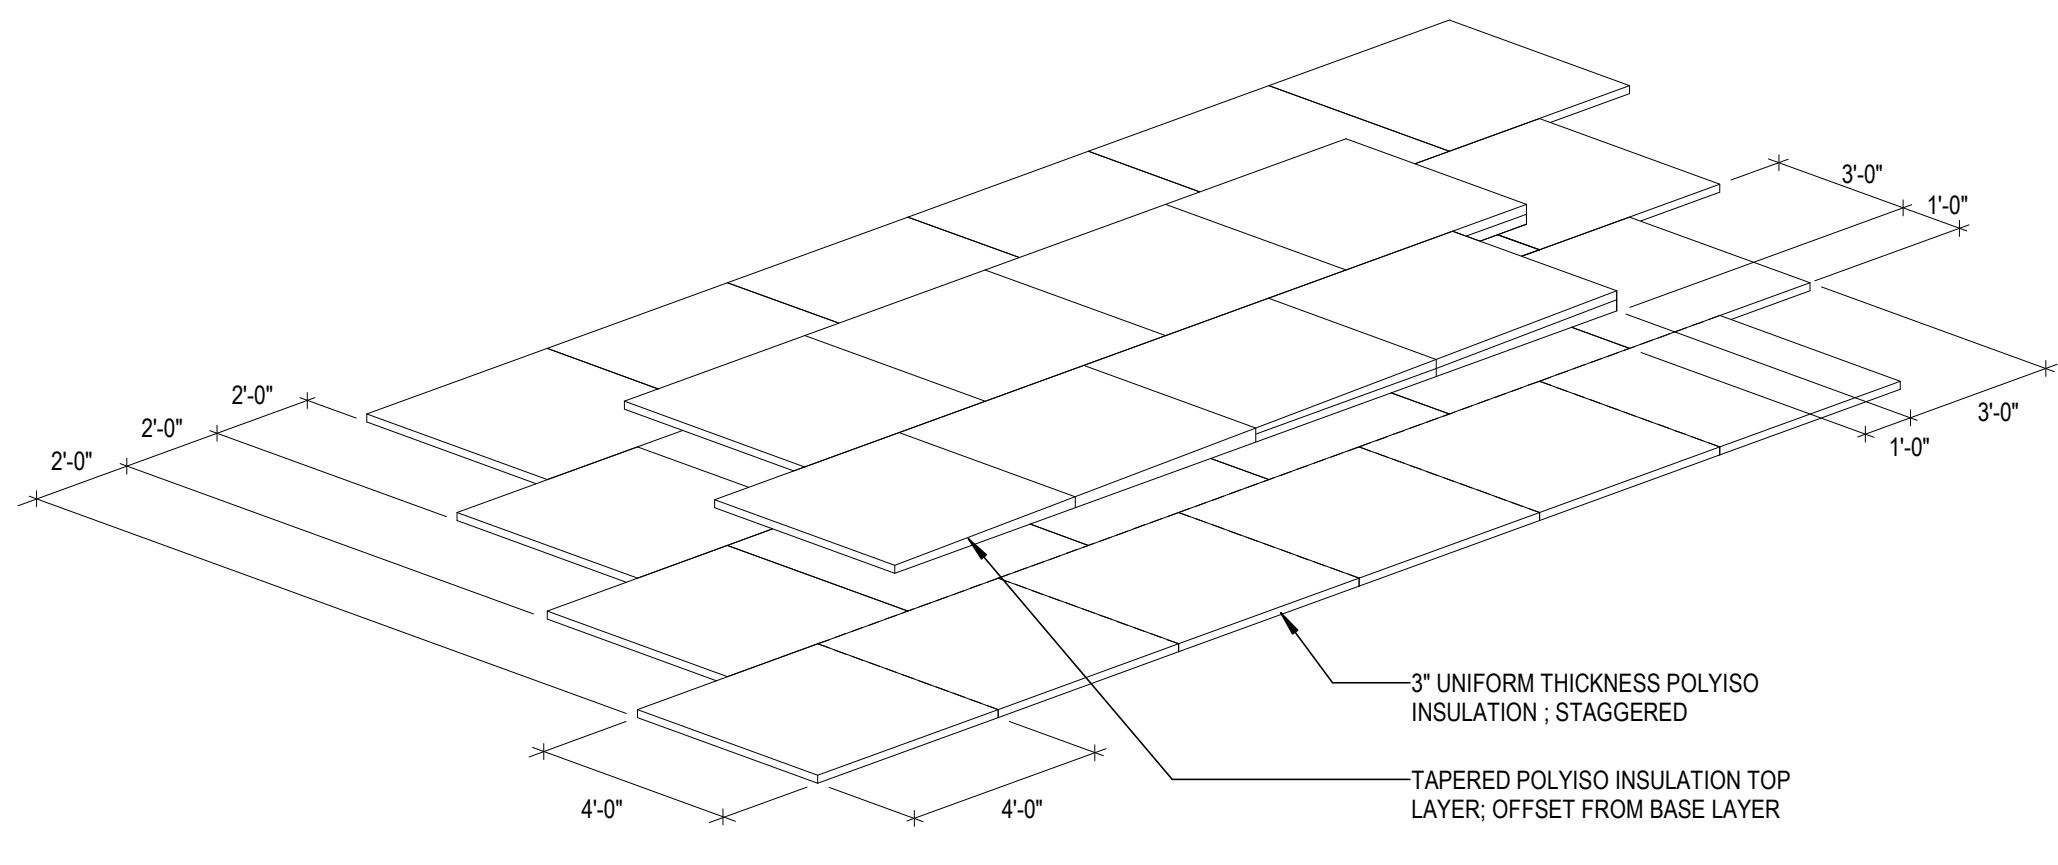 3'-0"
1'-0"
2'-0"
2'-0"
2'-0"
3'-0"
1'-0"
3" UNIFORM THICKNESS POLYISO
INSULATION ; STAGGERED
TAPERED POLYISO INSULATION TOP
LAYER; OFFSET FROM BASE LAYER
4'-0"
4'-0"